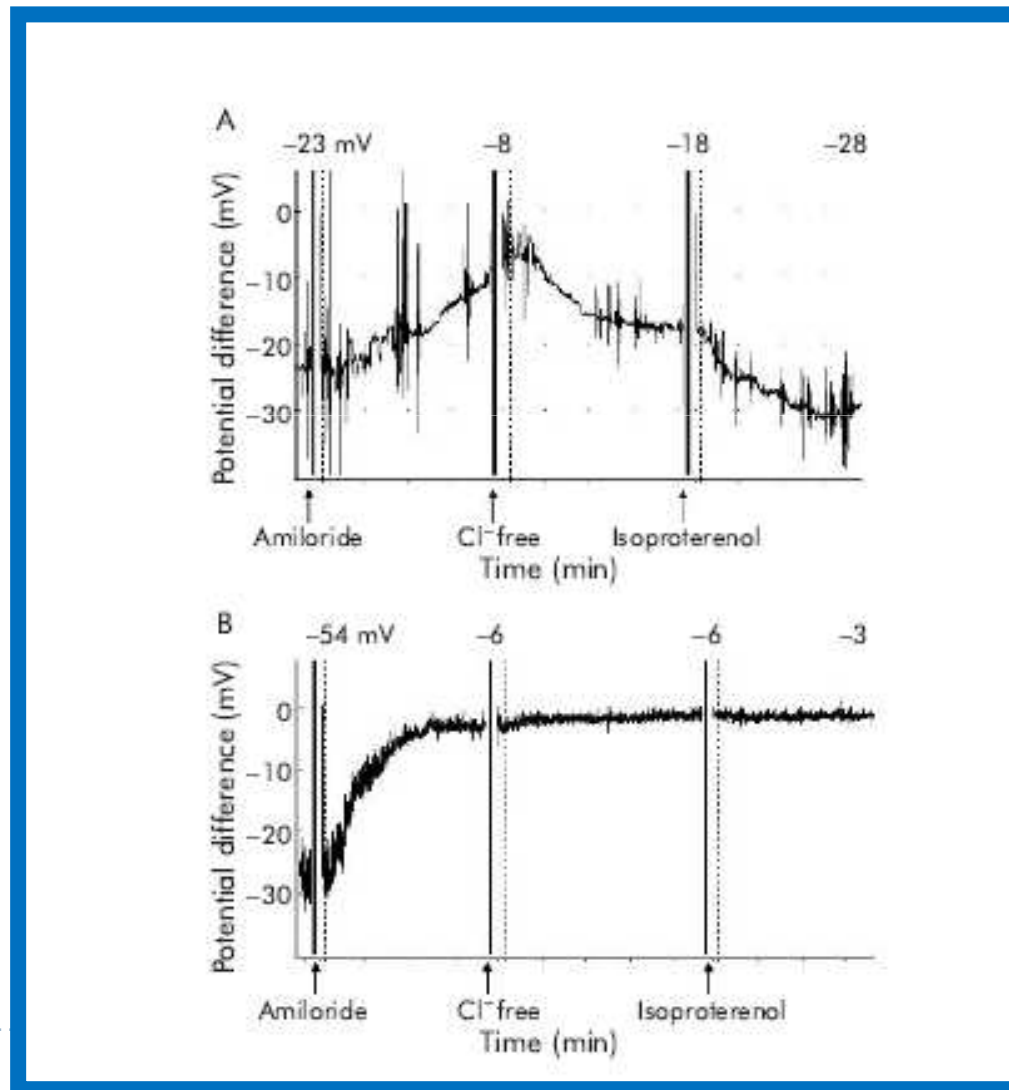 A
−23 mV −8 −18 −28
Potential difference (mV)
0
−10
−20
−30
Amiloride Cl⁻free Isoproterenol
Time (min)
B
−54 mV −6 −6 −3
Potential difference (mV)
0
−10
−20
−30
Amiloride Cl⁻free Isoproterenol
Time (min)